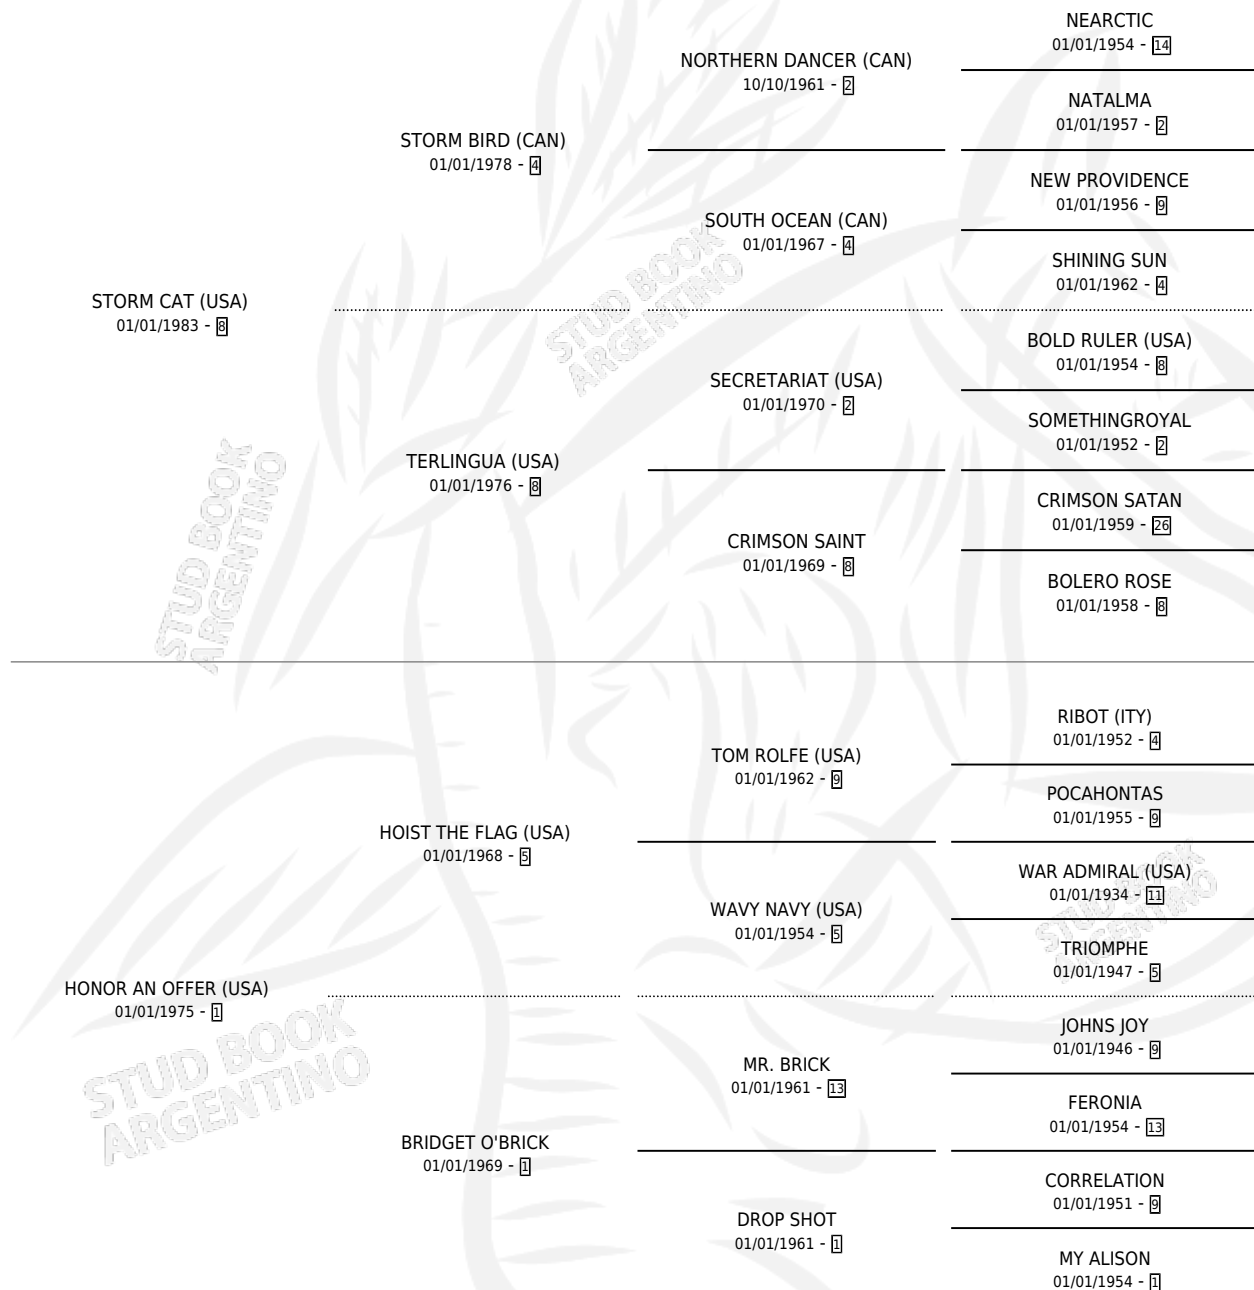 NEARCTIC
01/01/1954 - 14
NORTHERN DANCER (CAN)
10/10/1961 - 2
NATALMA
01/01/1957 - 2
STORM BIRD (CAN)
01/01/1978 - 4
NEW PROVIDENCE
01/01/1956 - 9
SOUTH OCEAN (CAN)
01/01/1967 - 4
SHINING SUN
01/01/1962 - 4
STORM CAT (USA)
01/01/1983 - 8
STUD BOOK
ARGENTINO
BOLD RULER (USA)
01/01/1954 - 8
SECRETARIAT (USA)
01/01/1970 - 2
SOMETHINGROYAL
01/01/1952 - 2
TERLINGUA (USA)
01/01/1976 - 8
CRIMSON SATAN
01/01/1959 - 26
CRIMSON SAINT
01/01/1969 - 8
BOLERO ROSE
01/01/1958 - 8
STUD BOOK
ARGENTINO
RIBOT (ITY)
01/01/1952 - 4
TOM ROLFE (USA)
01/01/1962 - 9
POCAHONTAS
01/01/1955 - 9
HOIST THE FLAG (USA)
01/01/1968 - 5
WAR ADMIRAL (USA)
01/01/1934 - 11
WAVY NAVY (USA)
01/01/1954 - 5
STUD BOOK
ARGENTINO
TRIOMPHE
01/01/1947 - 5
HONOR AN OFFER (USA)
01/01/1975 - 1
STUD BOOK
ARGENTINO
JOHNS JOY
01/01/1946 - 9
MR. BRICK
01/01/1961 - 13
FERONIA
01/01/1954 - 13
BRIDGET O'BRICK
01/01/1969 - 1
CORRELATION
01/01/1951 - 9
DROP SHOT
01/01/1961 - 1
MY ALISON
01/01/1954 - 1